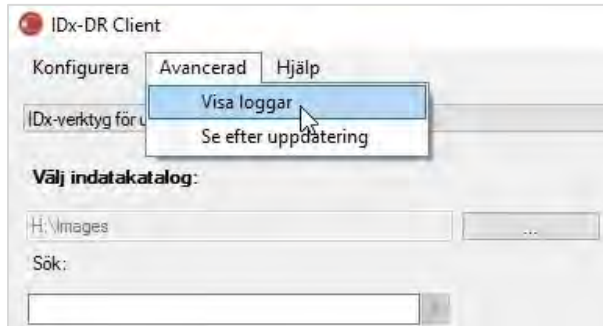 IDx-DR Client
Konfigurera Avancerad Hjälp
Visa loggar
IDx-verktyg för
Se efter uppdatering
Välj indatakatalog:
H:\Images ...
Sök: